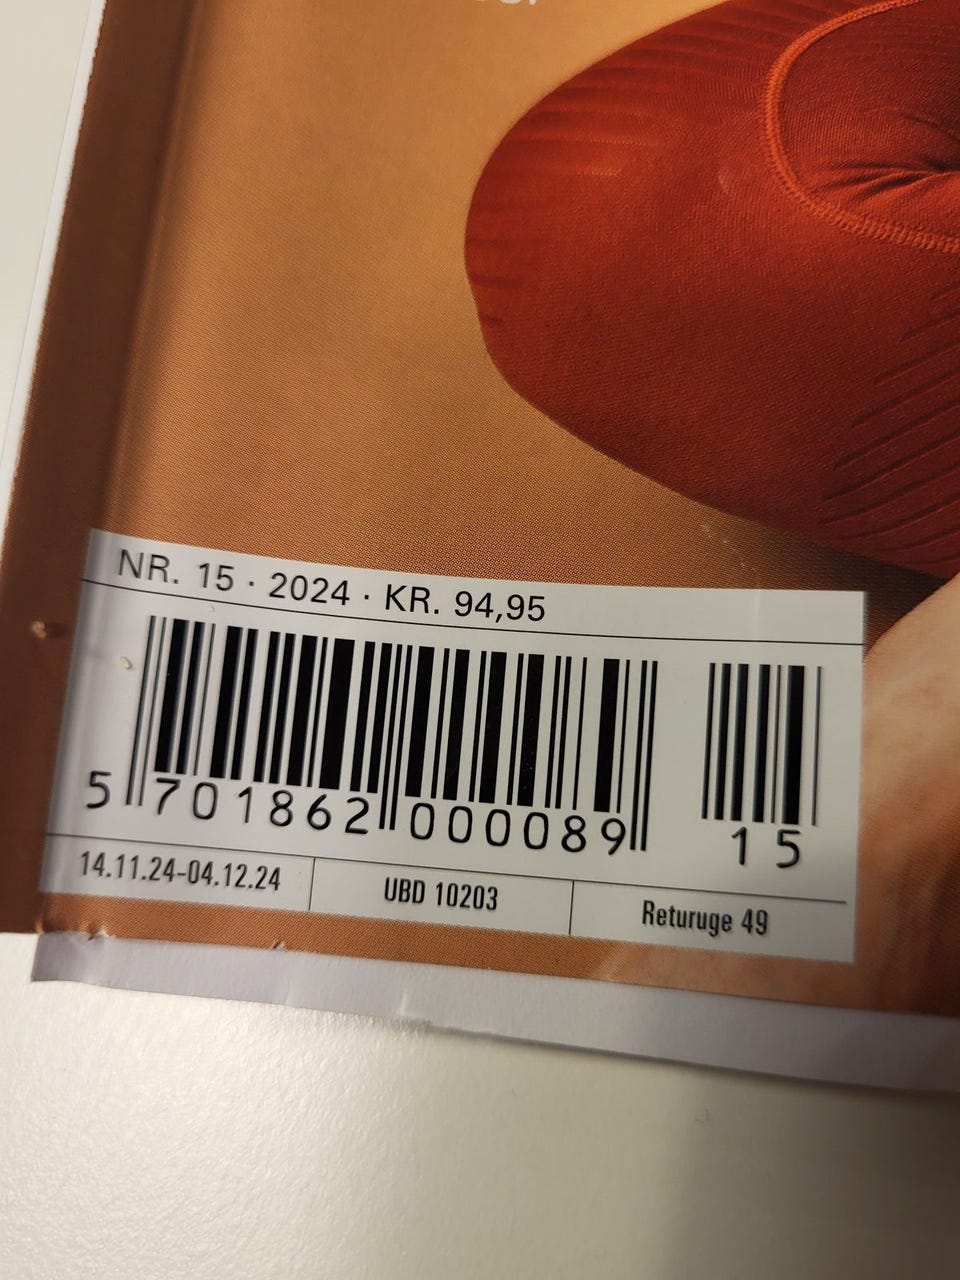 NR. 15 · 2024 · KR. 94,95
5 701862 000089 15
14.11.24-04.12.24
UBD 10203
Returuge 49